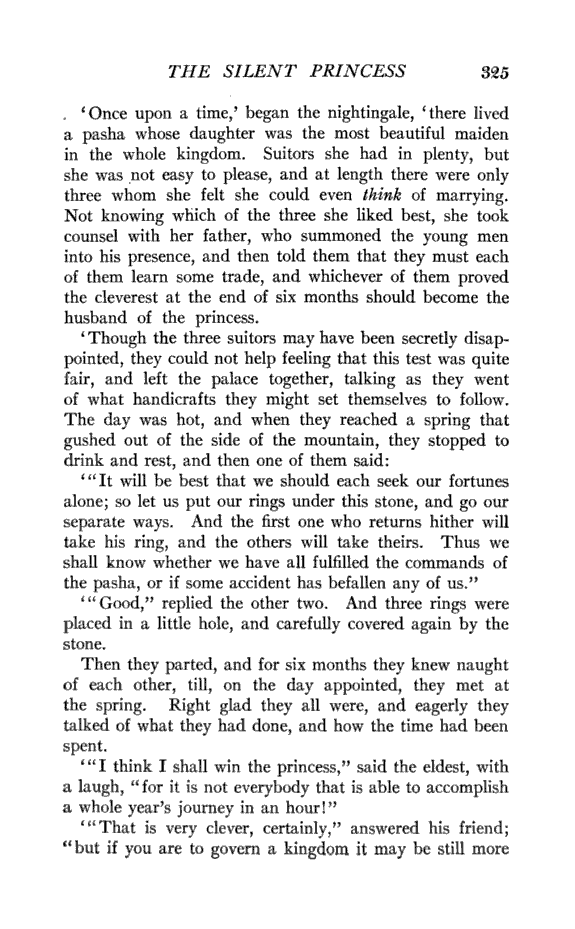 THE SILENT PRINCESS 325
‘Once upon a time,’ began the nightingale, ‘there lived
a pasha whose daughter was the most beautiful maiden
in the whole kingdom. Suitors she had in plenty, but
she was not easy to please, and at length there were only
three whom she felt she could even think of marrying.
Not knowing which of the three she liked best, she took
counsel with her father, who summoned the young men
into his presence, and then told them that they must each
of them learn some trade, and whichever of them proved
the cleverest at the end of six months should become the
husband of the princess.
‘Though the three suitors may have been secretly disap-
pointed, they could not help feeling that this test was quite
fair, and left the palace together, talking as they went
of what handicrafts they might set themselves to follow.
The day was hot, and when they reached a spring that
gushed out of the side of the mountain, they stopped to
drink and rest, and then one of them said:
‘“It will be best that we should each seek our fortunes
alone; so let us put our rings under this stone, and go our
separate ways. And the first one who returns hither will
take his ring, and the others will take theirs. Thus we
shall know whether we have all fulfilled the commands of
the pasha, or if some accident has befallen any of us.”
‘“Good,” replied the other two. And three rings were
placed in a little hole, and carefully covered again by the
stone.
Then they parted, and for six months they knew naught
of each other, till, on the day appointed, they met at
the spring. Right glad they all were, and eagerly they
talked of what they had done, and how the time had been
spent.
‘“I think I shall win the princess,” said the eldest, with
a laugh, “for it is not everybody that is able to accomplish
a whole year’s journey in an hour!”
‘“That is very clever, certainly,” answered his friend;
“but if you are to govern a kingdom it may be still more